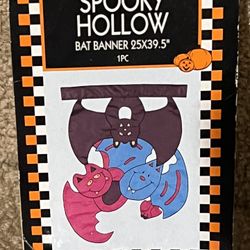 SPOOKY
HOLLOW
BAT BANNER 25X39.5"
1PC